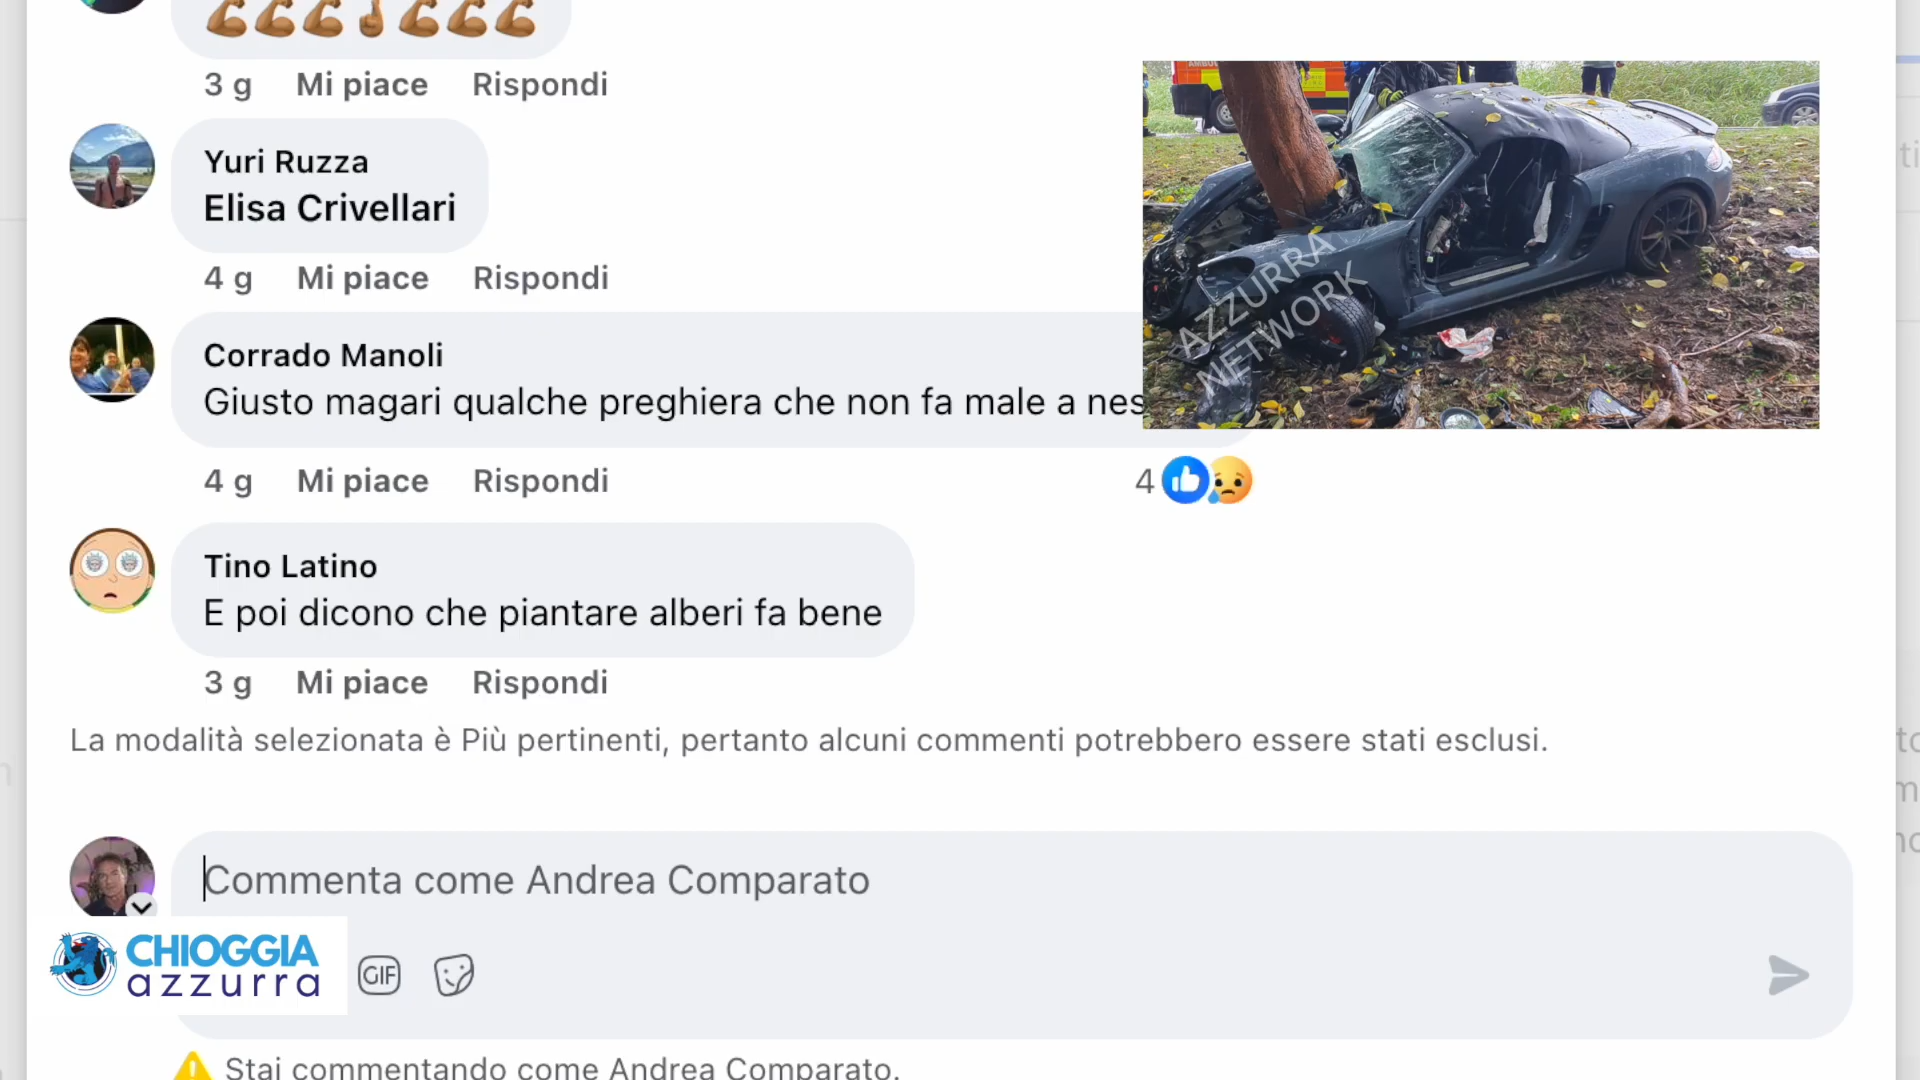 3 g Mi piace Rispondi
AMBUL
Yuri Ruzza
Elisa Crivellari
4 g Mi piace Rispondi
Corrado Manoli
Giusto magari qualche preghiera che non fa male a nes
AZZURRA
NETWORK
4 g Mi piace Rispondi 4
Tino Latino
E poi dicono che piantare alberi fa bene
3 g Mi piace Rispondi
La modalità selezionata è Più pertinenti, pertanto alcuni commenti potrebbero essere stati esclusi.
Commenta come Andrea Comparato
CHIOGGIA
azzurra
GIF
Stai commentando come Andrea Comparato.